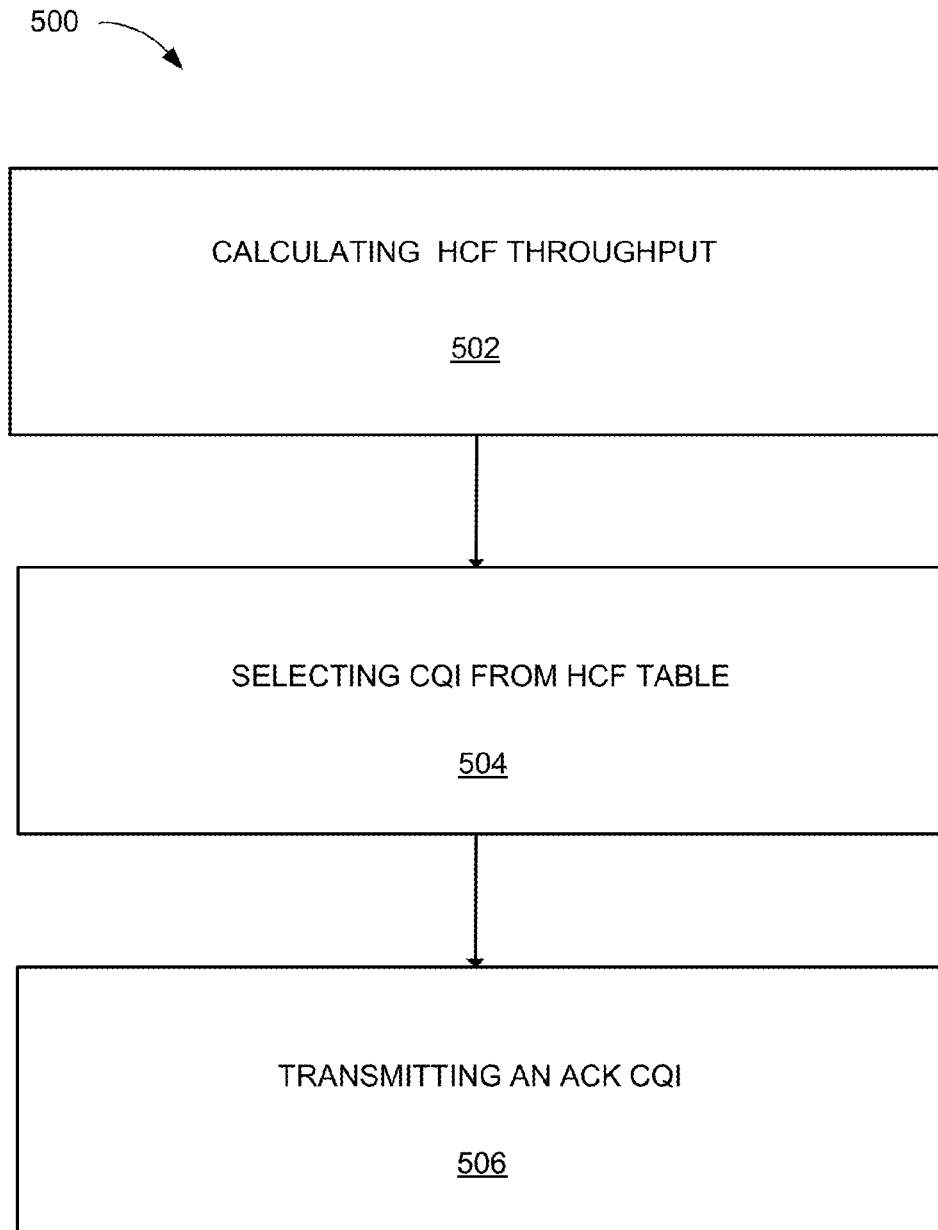 500
CALCULATING HCF THROUGHPUT
502
SELECTING CQI FROM HCF TABLE
504
TRANSMITTING AN ACK CQI
506